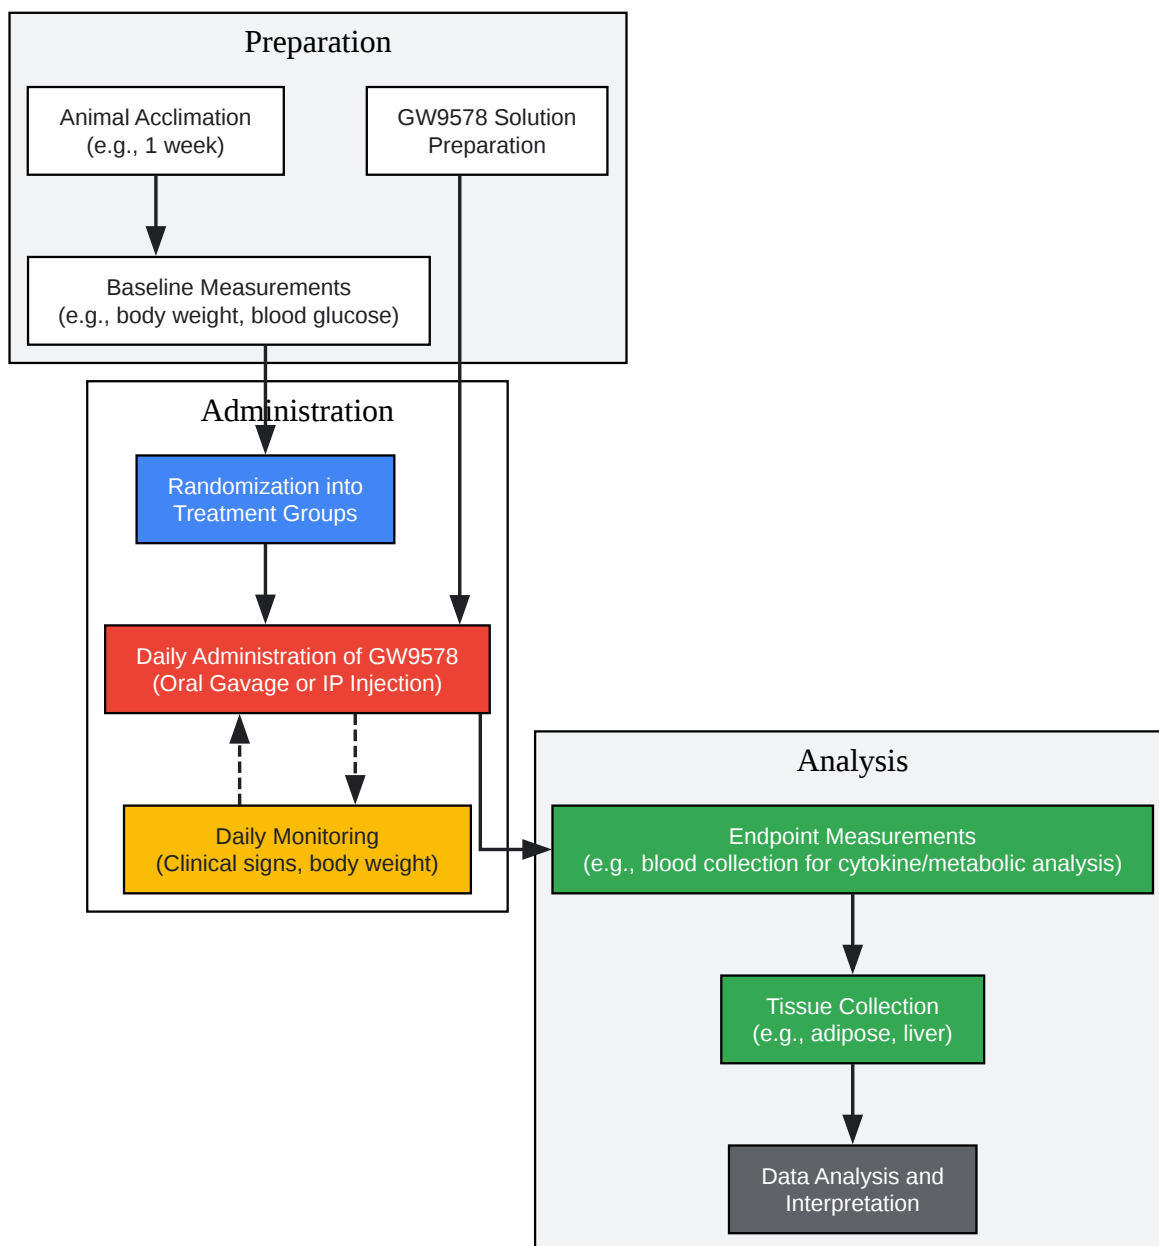 Preparation
Animal Acclimation
(e.g., 1 week)
GW9578 Solution
Preparation
Baseline Measurements
(e.g., body weight, blood glucose)
Administration
Randomization into
Treatment Groups
Daily Administration of GW9578
(Oral Gavage or IP Injection)
Daily Monitoring
(Clinical signs, body weight)
Analysis
Endpoint Measurements
(e.g., blood collection for cytokine/metabolic analysis)
Tissue Collection
(e.g., adipose, liver)
Data Analysis and
Interpretation